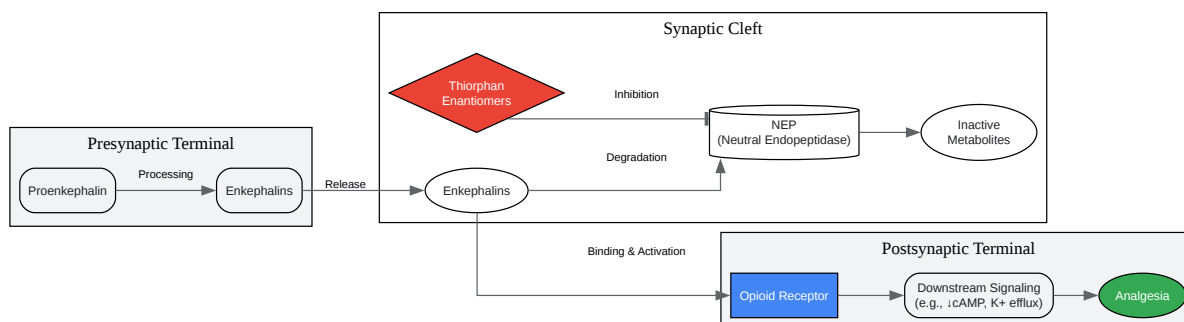 Synaptic Cleft
Thiorphan
Enantiomers
Inhibition
NEP
(Neutral Endopeptidase)
Inactive
Metabolites
Presynaptic Terminal
Proenkephalin
Processing
Enkephalins
Release
Enkephalins
Degradation
Binding & Activation
Postsynaptic Terminal
Opioid Receptor
Downstream Signaling
(e.g., ↓cAMP, K+ efflux)
Analgesia